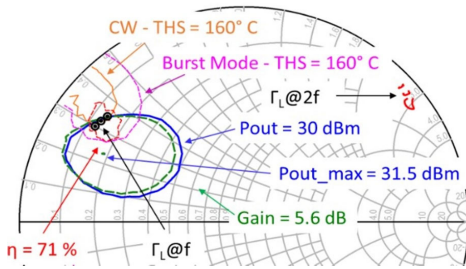 CW - THS = 160° C
Burst Mode - THS = 160° C
ΓL@2f
Pout = 30 dBm
Pout_max = 31.5 dBm
Gain = 5.6 dB
η = 71 % ΓL@f